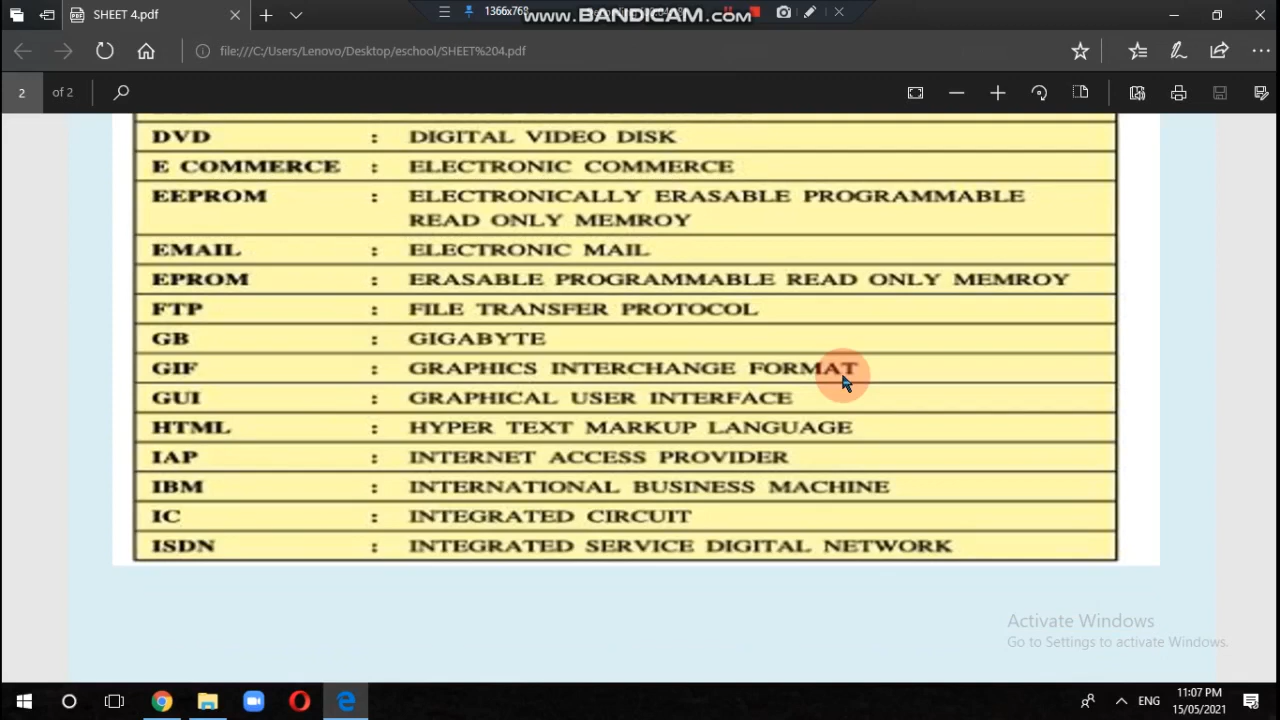 SHEET 4.pdf
1366x768
www.BANDICAM.com
file:///C:/Users/Lenovo/Desktop/eschool/SHEET%204.pdf
2 of 2
DVD : DIGITAL VIDEO DISK
E COMMERCE : ELECTRONIC COMMERCE
EEPROM : ELECTRONICALLY ERASABLE PROGRAMMABLE
READ ONLY MEMROY
EMAIL : ELECTRONIC MAIL
EPROM : ERASABLE PROGRAMMABLE READ ONLY MEMROY
FTP : FILE TRANSFER PROTOCOL
GB : GIGABYTE
GIF : GRAPHICS INTERCHANGE FORMAT
GUI : GRAPHICAL USER INTERFACE
HTML : HYPER TEXT MARKUP LANGUAGE
IAP : INTERNET ACCESS PROVIDER
IBM : INTERNATIONAL BUSINESS MACHINE
IC : INTEGRATED CIRCUIT
ISDN : INTEGRATED SERVICE DIGITAL NETWORK
Activate Windows
Go to Settings to activate Windows.
ENG
11:07 PM
15/05/2021